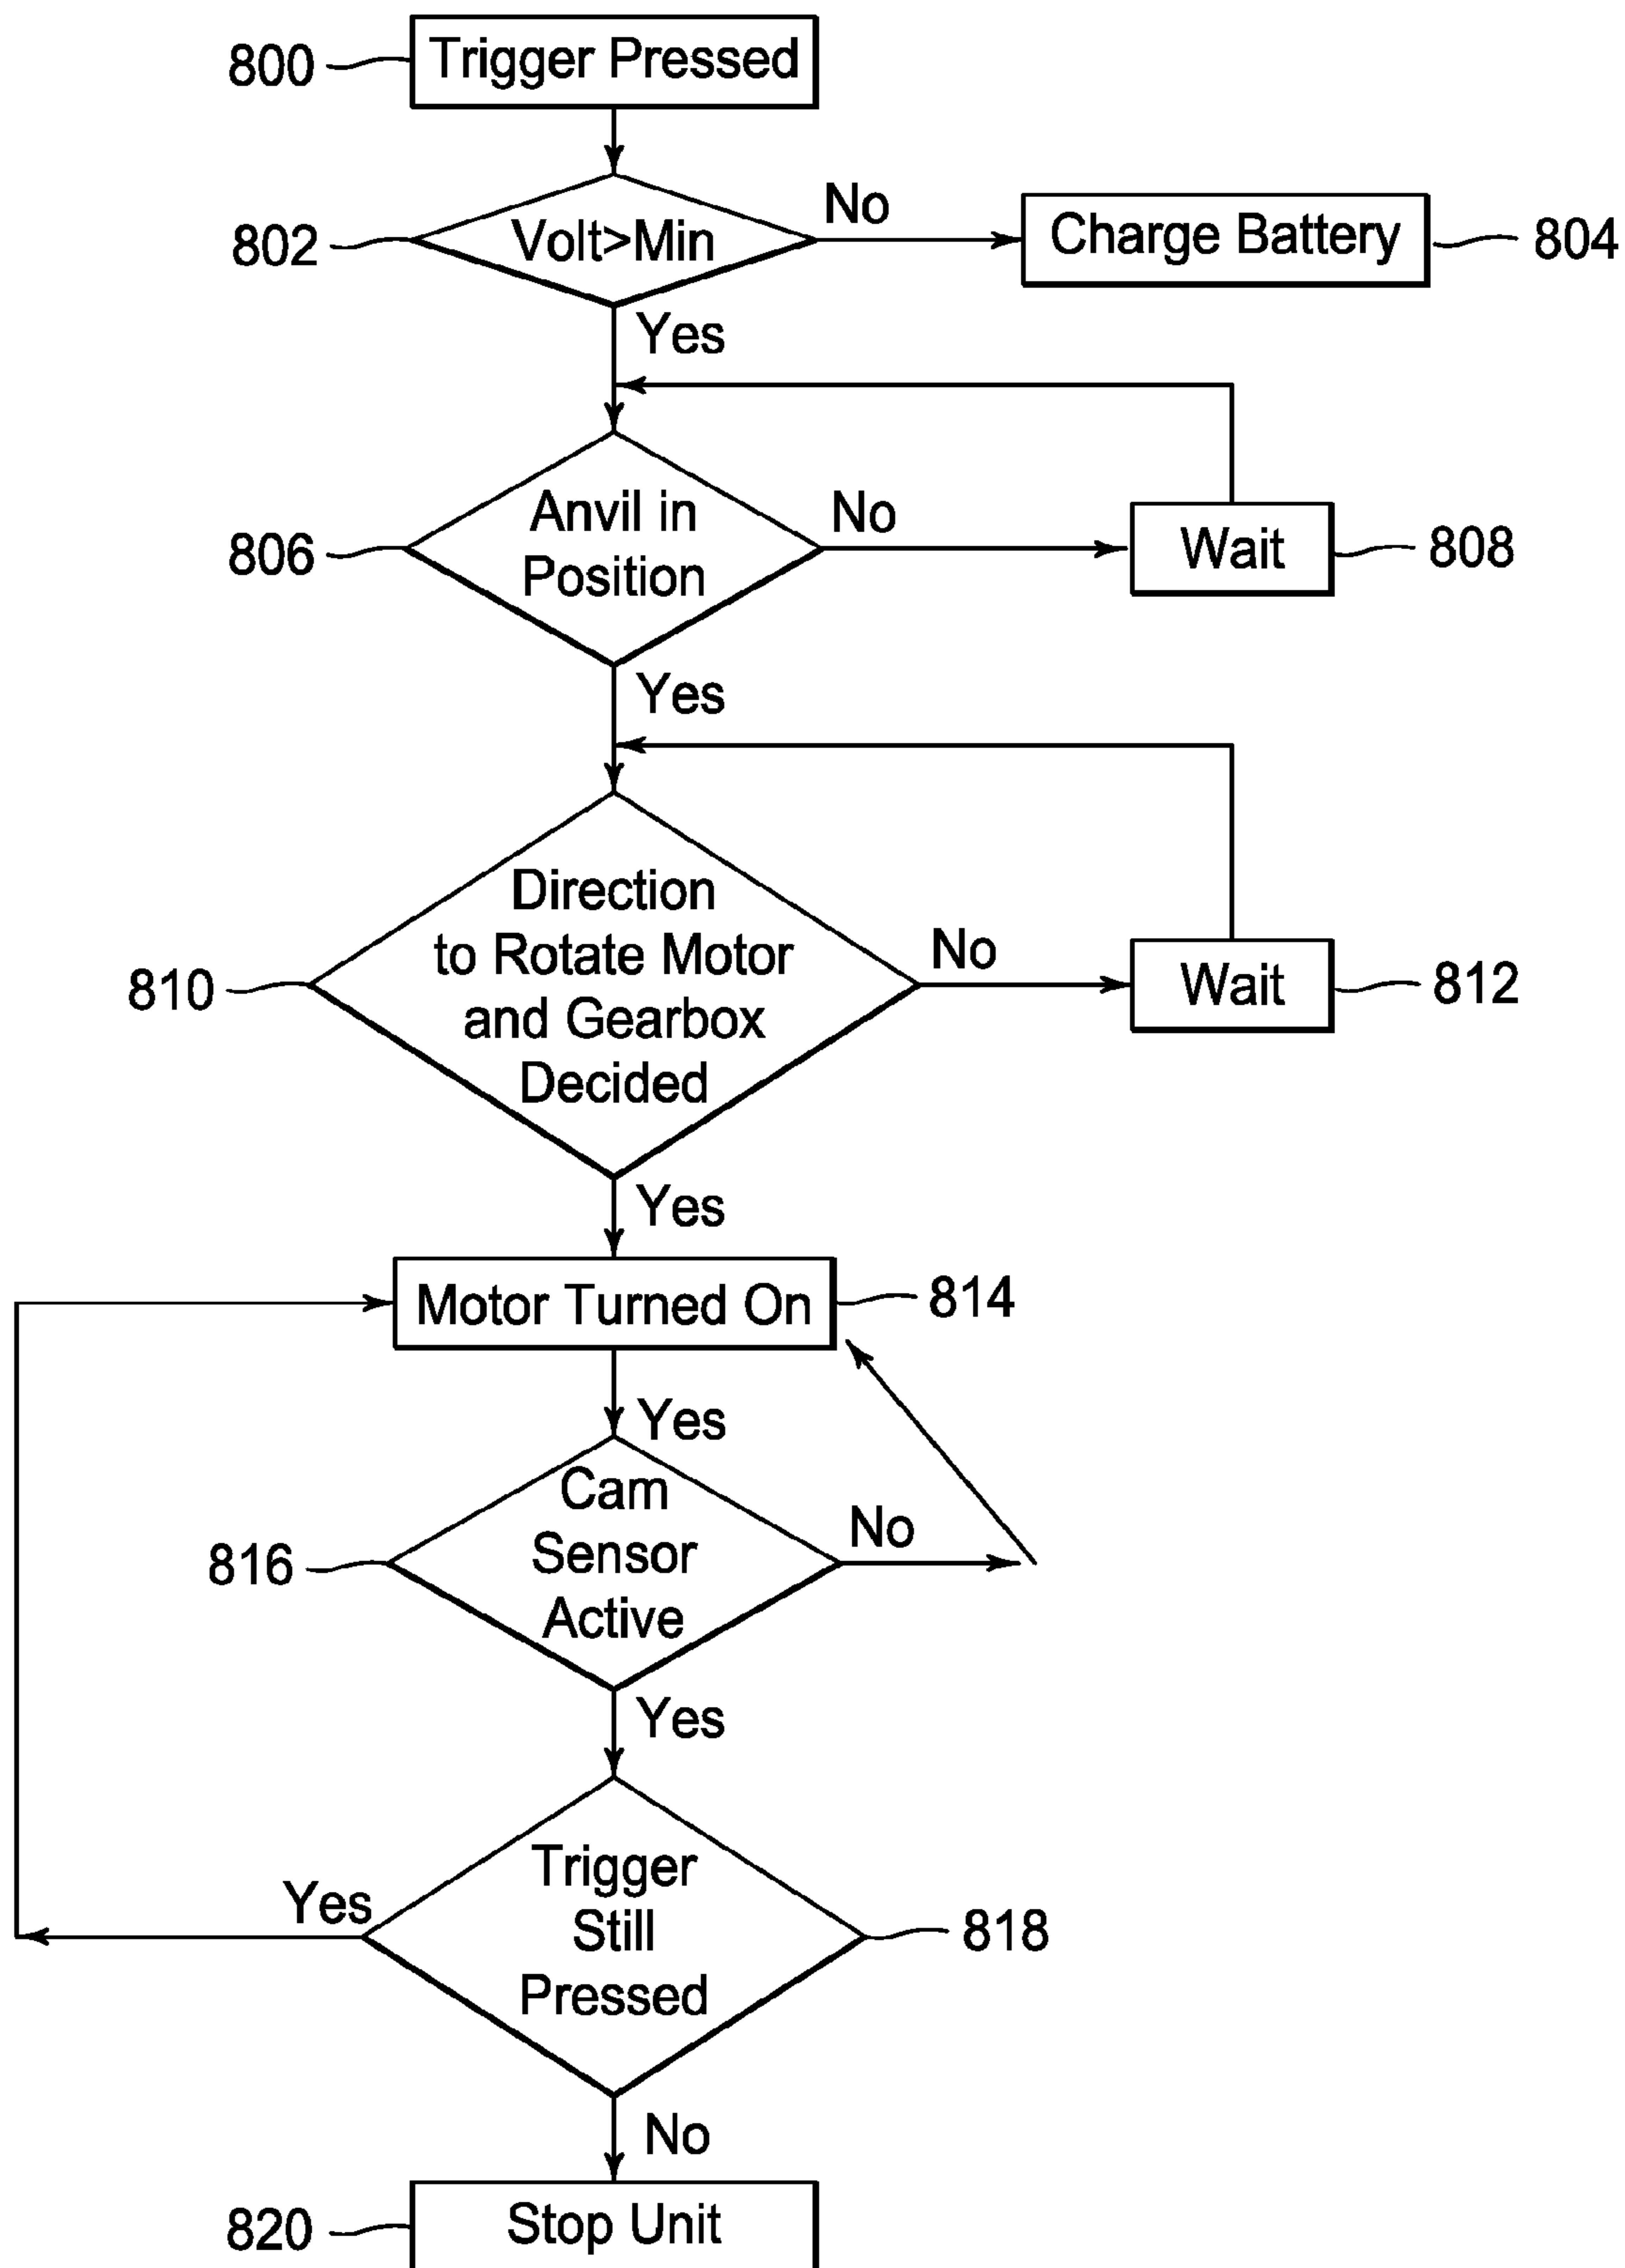 800
Trigger Pressed
802
Volt>Min
No
Charge Battery
804
Yes
806
Anvil in
Position
No
Wait
808
Yes
810
Direction
to Rotate Motor
and Gearbox
Decided
No
Wait
812
Yes
Motor Turned On
814
Yes
816
Cam
Sensor
Active
No
Yes
Trigger
Still
Pressed
Yes
818
No
820
Stop Unit